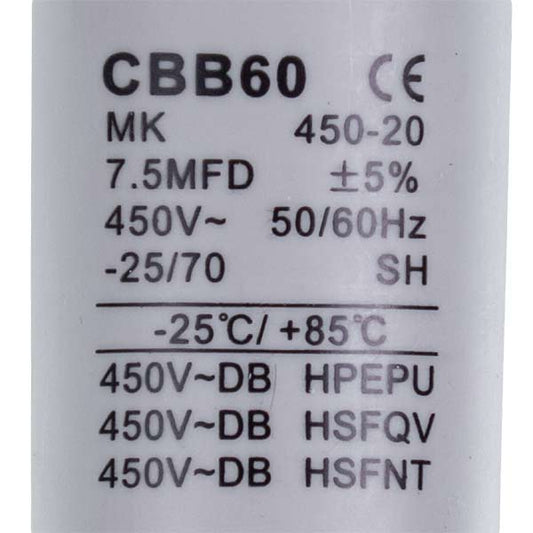 CBB60 CE
MK 450-20
7.5MFD ±5%
450V~ 50/60Hz
-25/70 SH
-25℃/ +85℃
450V~DB HPEPU
450V~DB HSFQV
450V~DB HSFNT